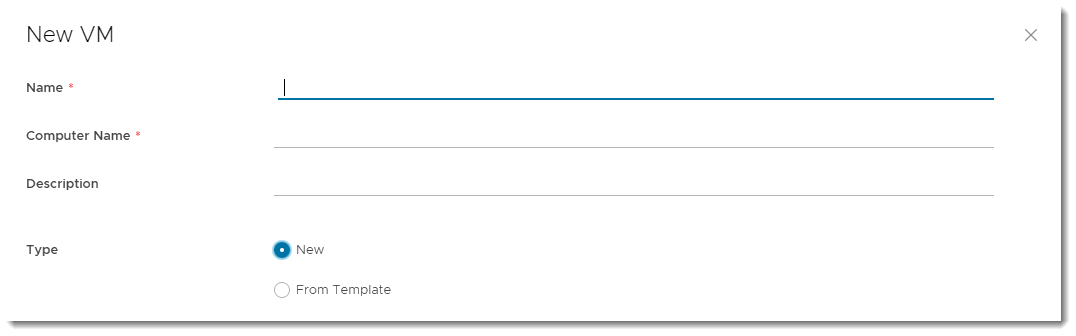 New VM
Name *
Computer Name *
Description
Type
New
From Template